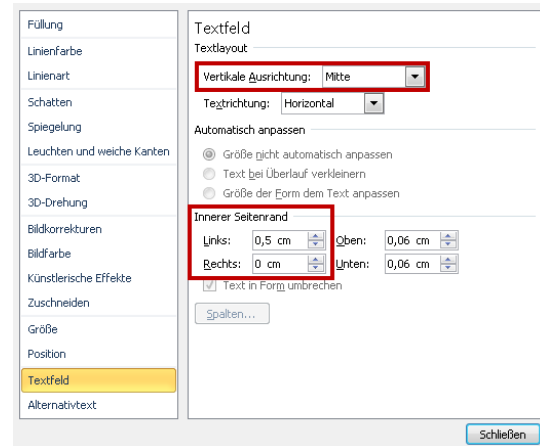 Füllung
Linienfarbe
Linienart
Schatten
Spiegelung
Leuchten und weiche Kanten
3D-Format
3D-Drehung
Bildkorrekturen
Bildfarbe
Künstlerische Effekte
Zuschneiden
Größe
Position
Textfeld
Alternativtext
Textfeld
Textlayout
Vertikale Ausrichtung: Mitte
Textrichtung: Horizontal
Automatisch anpassen
Größe nicht automatisch anpassen
Text bei Überlauf verkleinern
Größe der Form dem Text anpassen
Innerer Seitenrand
Links: 0,5 cm Oben: 0,06 cm
Rechts: 0 cm Unten: 0,06 cm
Text in Form umbrechen
Spalten...
Schließen